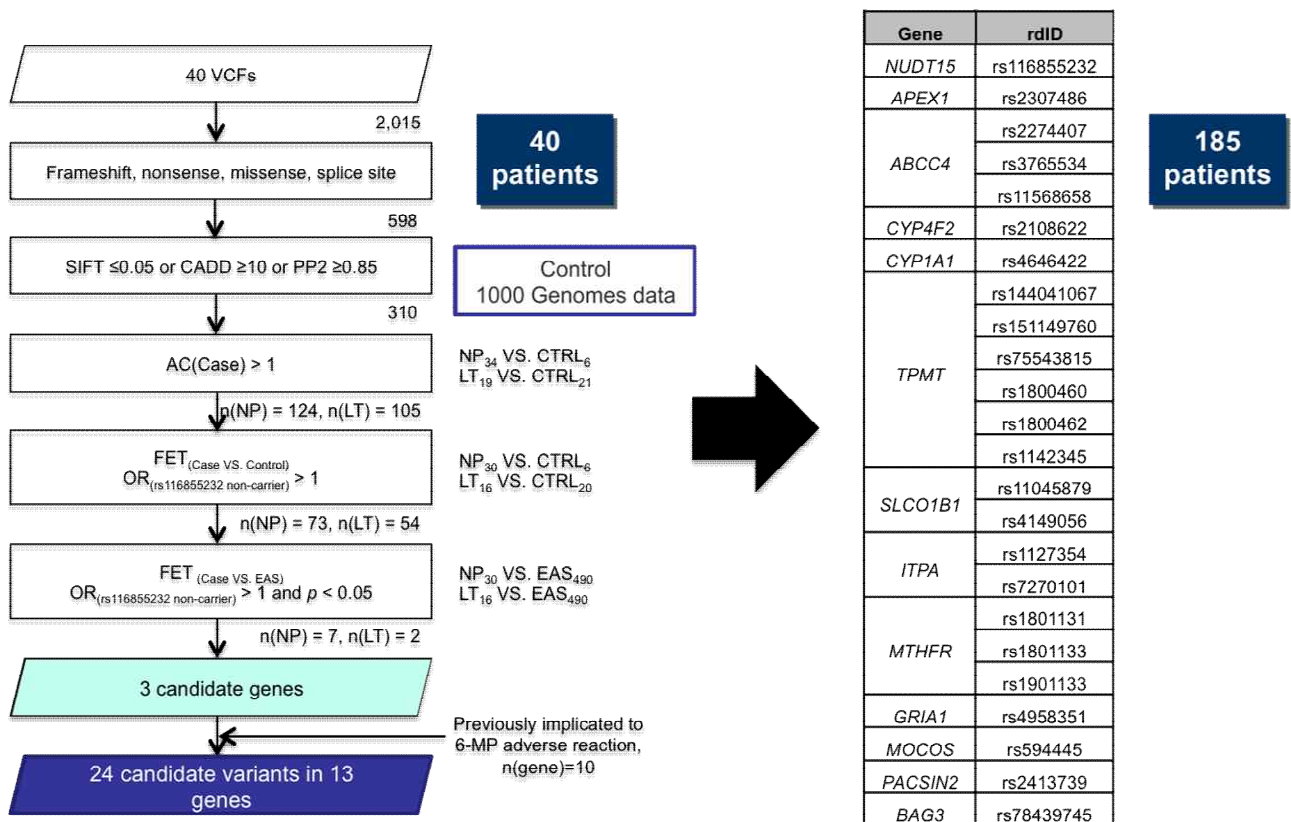 40 VCFs
2,015
Frameshift, nonsense, missense, splice site
598
SIFT ≤0.05 or CADD ≥10 or PP2 ≥0.85
310
AC(Case) > 1
n(NP) = 124, n(LT) = 105
FET(Case VS. Control)
OR(rs116855232 non-carrier) > 1
n(NP) = 73, n(LT) = 54
FET (Case VS. EAS)
OR(rs116855232 non-carrier) > 1 and p < 0.05
n(NP) = 7, n(LT) = 2
3 candidate genes
24 candidate variants in 13
genes
40
patients
Control
1000 Genomes data
NP34 VS. CTRL6
LT19 VS. CTRL21
NP30 VS. CTRL6
LT16 VS. CTRL20
NP30 VS. EAS490
LT16 VS. EAS490
Previously implicated to
6-MP adverse reaction,
n(gene)=10
Gene rdID
NUDT15 rs116855232
APEX1 rs2307486
ABCC4 rs2274407
rs3765534
rs11568658
CYP4F2 rs2108622
CYP1A1 rs4646422
TPMT rs144041067
rs151149760
rs75543815
rs1800460
rs1800462
rs1142345
SLCO1B1 rs11045879
rs4149056
ITPA rs1127354
rs7270101
MTHFR rs1801131
rs1801133
rs1901133
GRIA1 rs4958351
MOCOS rs594445
PACSIN2 rs2413739
BAG3 rs78439745
185
patients